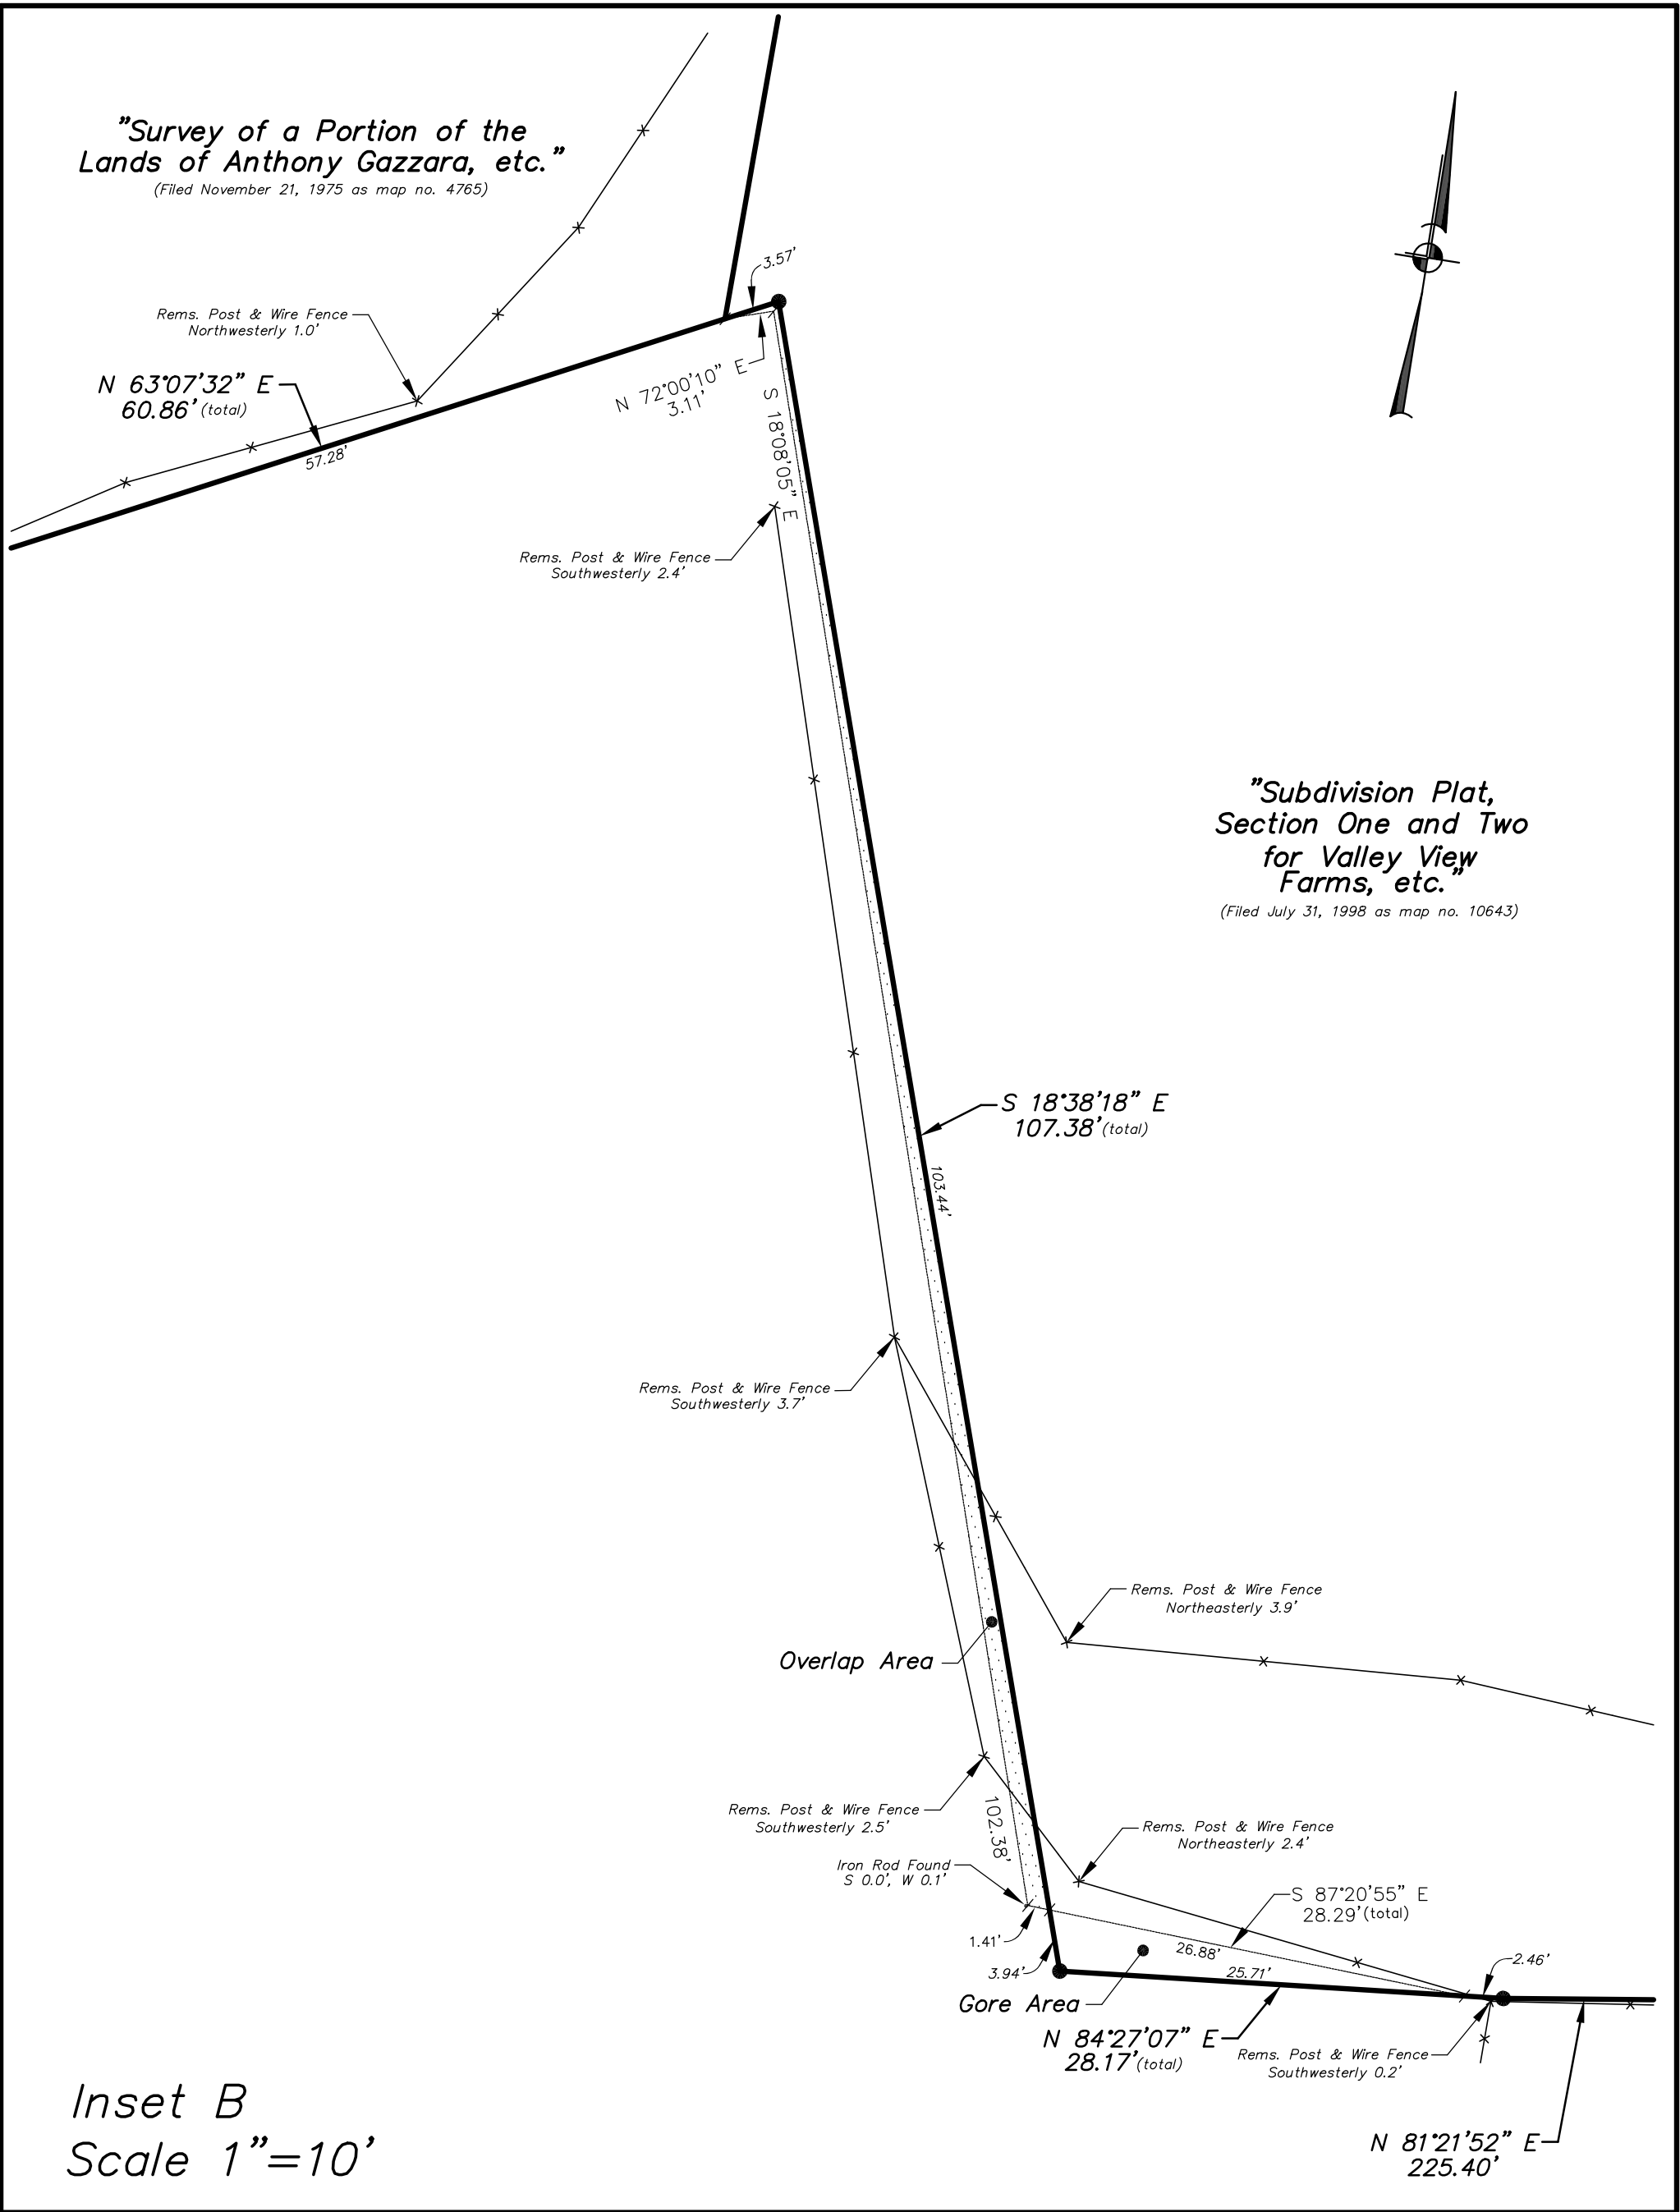 "Survey of a Portion of the
Lands of Anthony Gazzara, etc."
(Filed November 21, 1975 as map no. 4765)
3.57'
Rems. Post & Wire Fence
Northwesterly 1.0'
N 63°07'32" E
60.86' (total)
57.28'
N 72°00'10" E
3.11'
S 18°08'05" E
Rems. Post & Wire Fence
Southwesterly 2.4'
"Subdivision Plat,
Section One and Two
for Valley View
Farms, etc."
(Filed July 31, 1998 as map no. 10643)
S 18°38'18" E
107.38' (total)
103.44'
Rems. Post & Wire Fence
Southwesterly 3.7'
Rems. Post & Wire Fence
Northeasterly 3.9'
Overlap Area
Rems. Post & Wire Fence
Southwesterly 2.5'
102.38'
Rems. Post & Wire Fence
Northeasterly 2.4'
Iron Rod Found
S 0.0', W 0.1'
S 87°20'55" E
28.29' (total)
1.41'
26.88'
2.46'
3.94'
25.71'
Gore Area
N 84°27'07" E
28.17' (total)
Rems. Post & Wire Fence
Southwesterly 0.2'
N 81°21'52" E
225.40'
Inset B
Scale 1"=10'